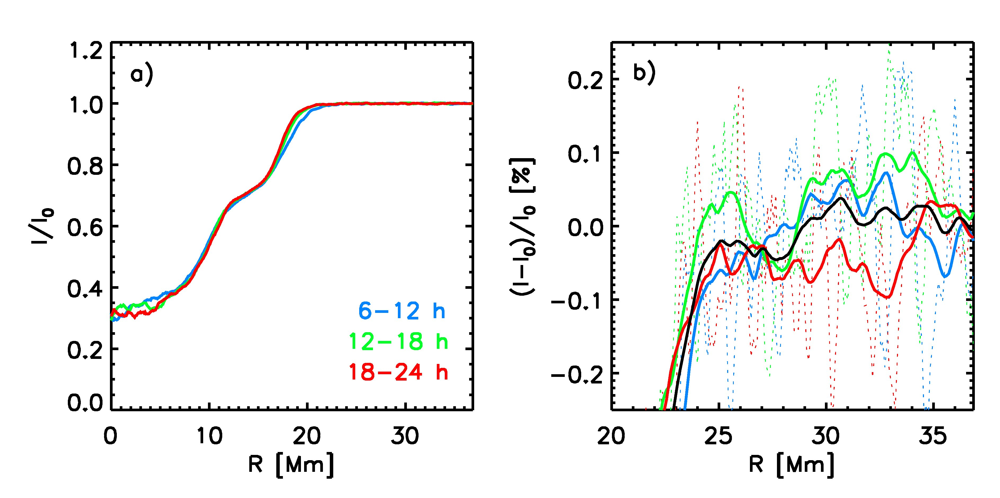 a)
1.2
1.0
0.8
0.6
0.4
0.2
0.0
I/I0
6−12 h
12−18 h
18−24 h
0 10 20 30
R [Mm]
b)
0.2
0.1
0.0
−0.1
−0.2
(I−I0)/I0 [%]
20 25 30 35
R [Mm]